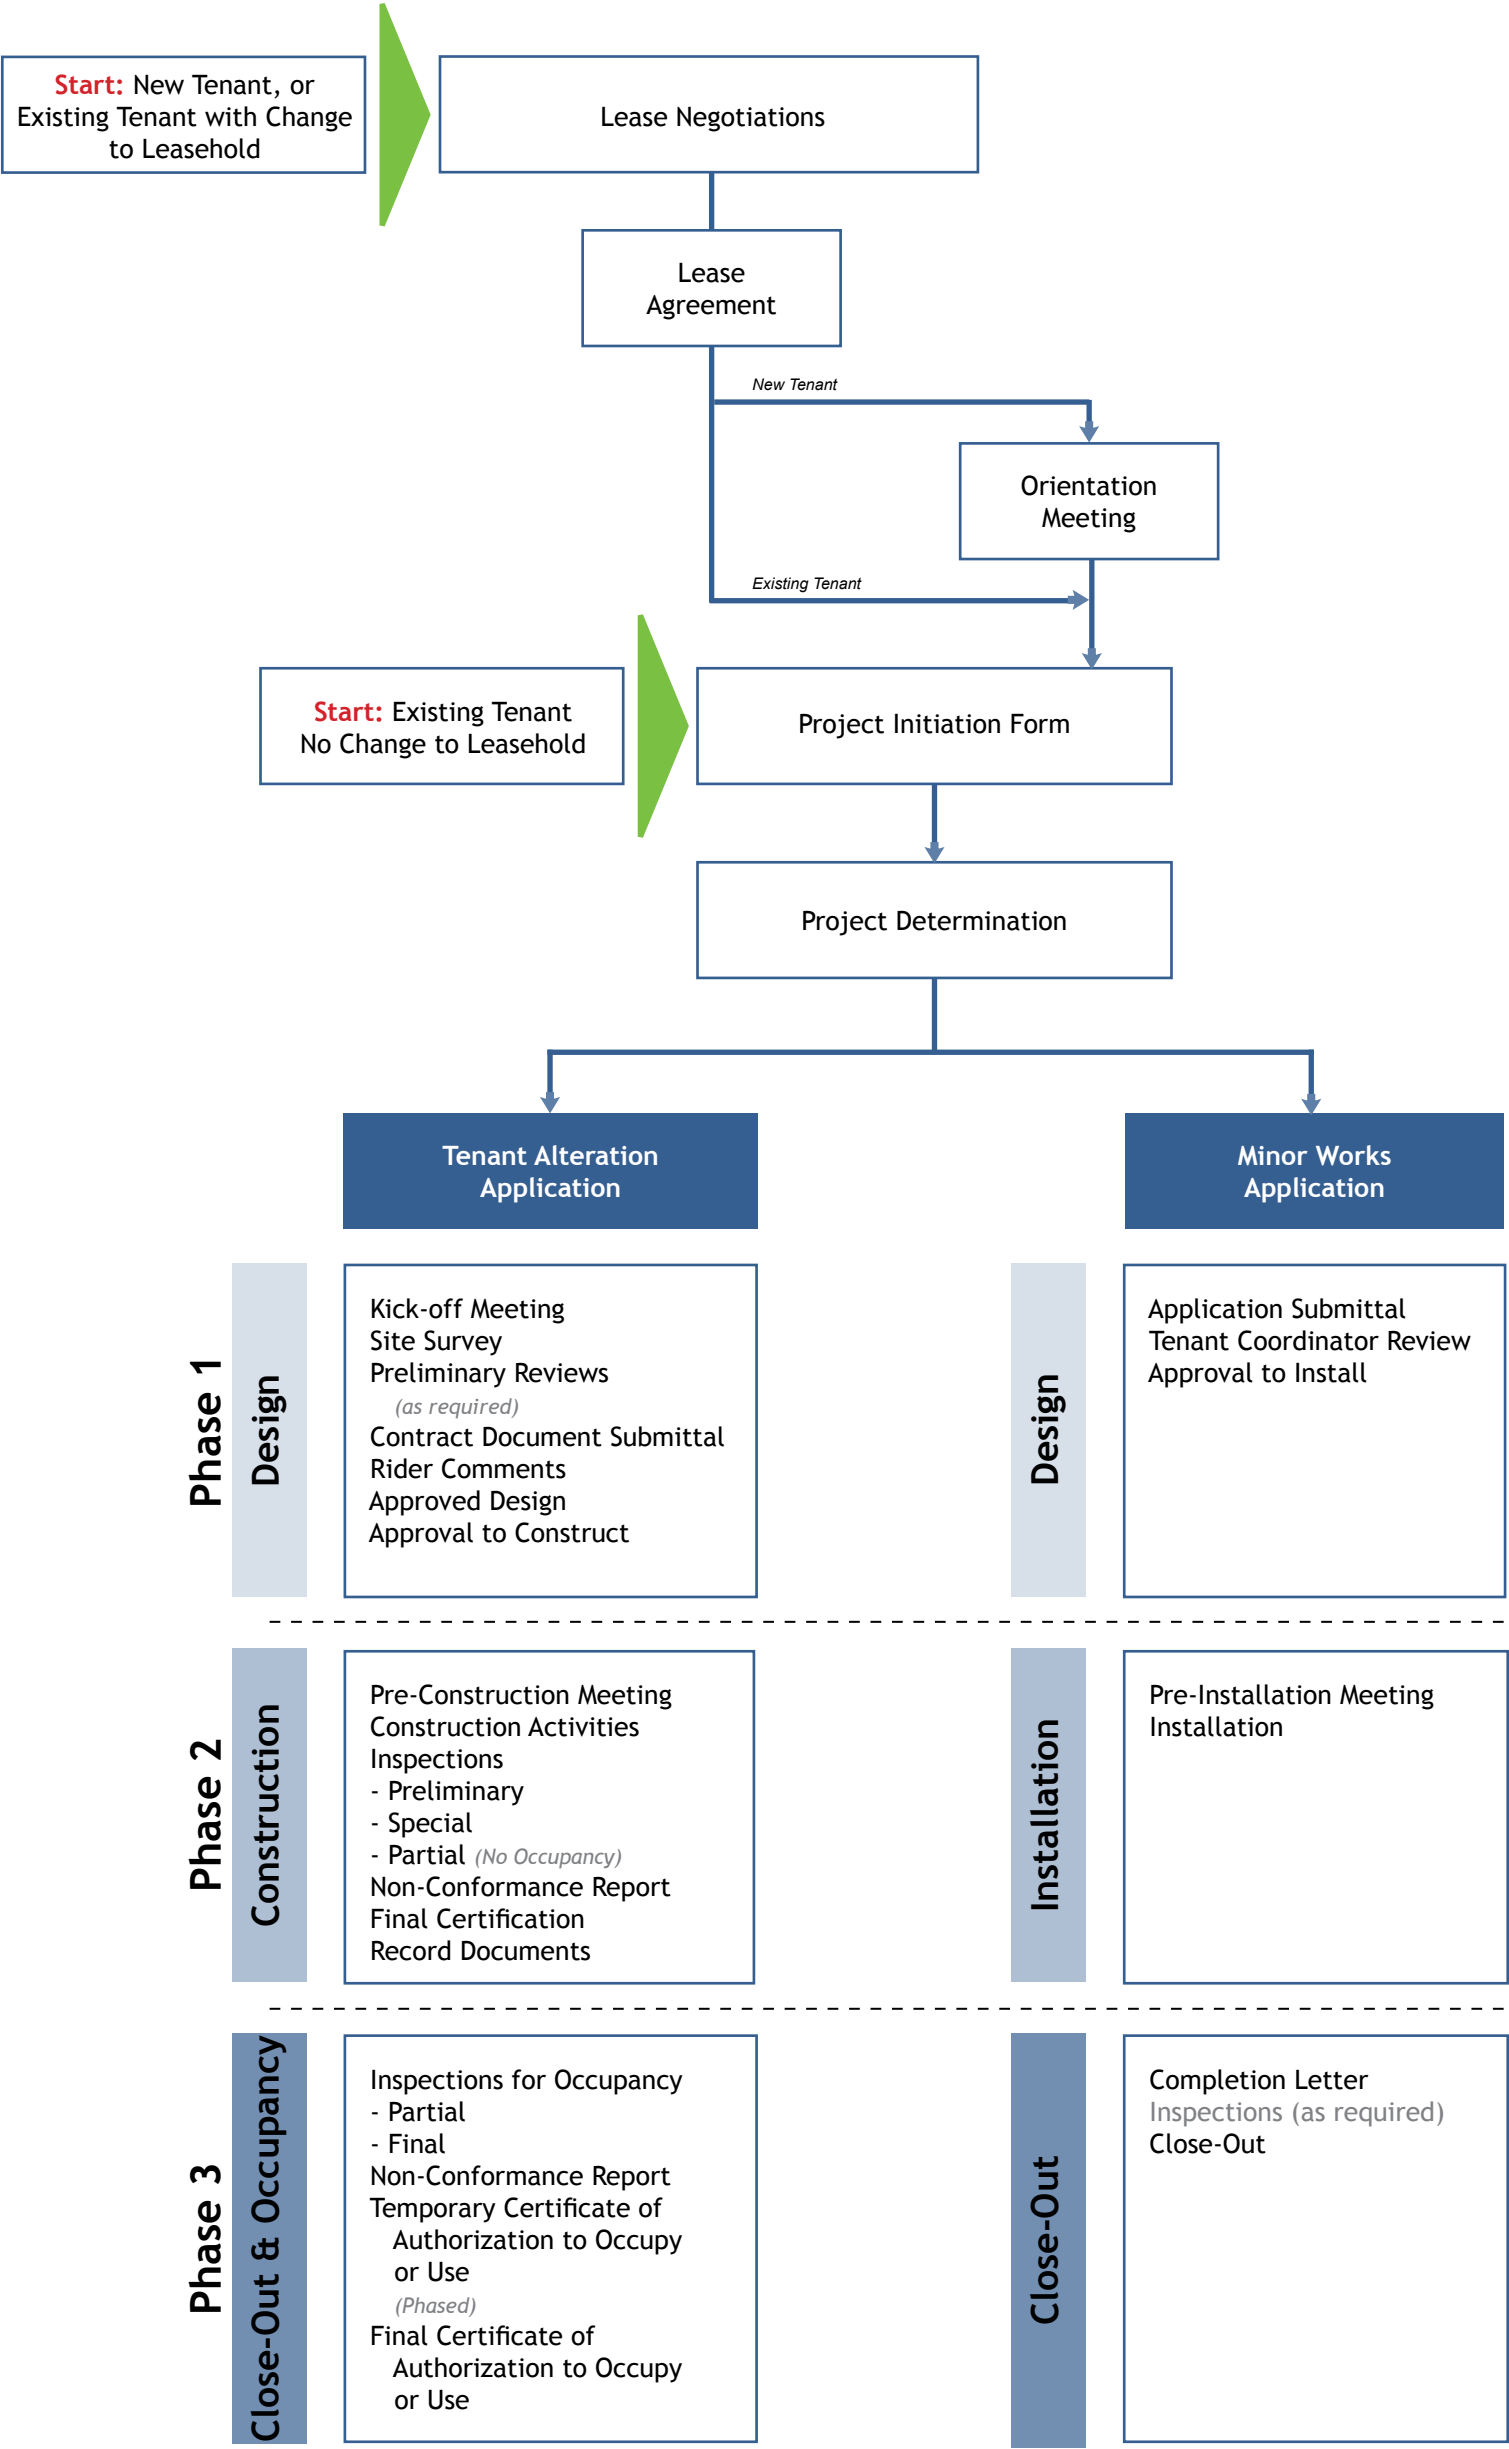 Start: New Tenant, or
Existing Tenant with Change
to Leasehold
Lease Negotiations
Lease
Agreement
New Tenant
Orientation
Meeting
Existing Tenant
Start: Existing Tenant
No Change to Leasehold
Project Initiation Form
Project Determination
Tenant Alteration
Application
Minor Works
Application
Phase 1
Design
Kick-off Meeting
Site Survey
Preliminary Reviews
(as required)
Contract Document Submittal
Rider Comments
Approved Design
Approval to Construct
Design
Application Submittal
Tenant Coordinator Review
Approval to Install
Phase 2
Construction
Pre-Construction Meeting
Construction Activities
Inspections
- Preliminary
- Special
- Partial (No Occupancy)
Non-Conformance Report
Final Certification
Record Documents
Installation
Pre-Installation Meeting
Installation
Phase 3
Close-Out & Occupancy
Inspections for Occupancy
- Partial
- Final
Non-Conformance Report
Temporary Certificate of
Authorization to Occupy
or Use
(Phased)
Final Certificate of
Authorization to Occupy
or Use
Close-Out
Completion Letter
Inspections (as required)
Close-Out